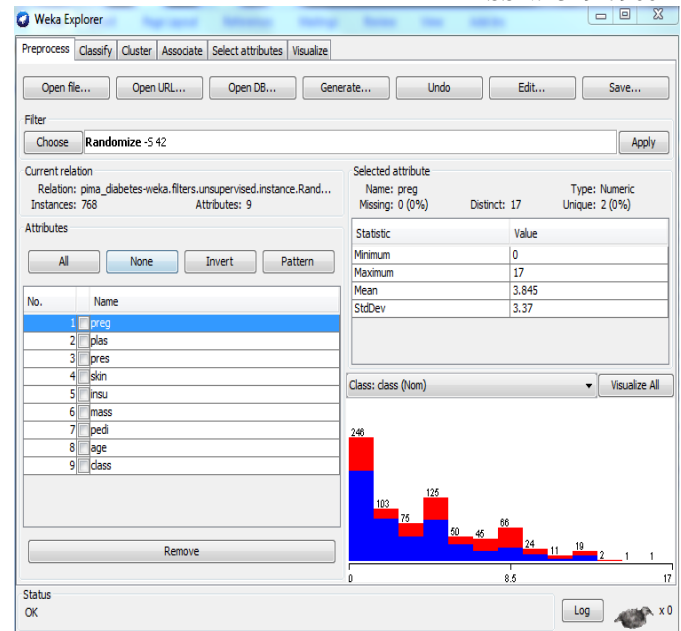 Weka Explorer
Preprocess Classify Cluster Associate Select attributes Visualize
Open file... Open URL... Open DB... Generate... Undo Edit... Save...
Filter
Choose Randomize -S 42 Apply
Current relation
Relation: pima_diabetes-weka.filters.unsupervised.instance.Rand...
Instances: 768 Attributes: 9
Selected attribute
Name: preg Type: Numeric
Missing: 0 (0%) Distinct: 17 Unique: 2 (0%)
Attributes
All None Invert Pattern
No. Name
1 preg
2 plas
3 pres
4 skin
5 insu
6 mass
7 pedi
8 age
9 class
Remove
Statistic Value
Minimum 0
Maximum 17
Mean 3.845
StdDev 3.37
Class: class (Nom) Visualize All
246
103 75 125 50 45 66 24 11 19 2 1 1
0 8.5 17
Status
OK
Log x 0